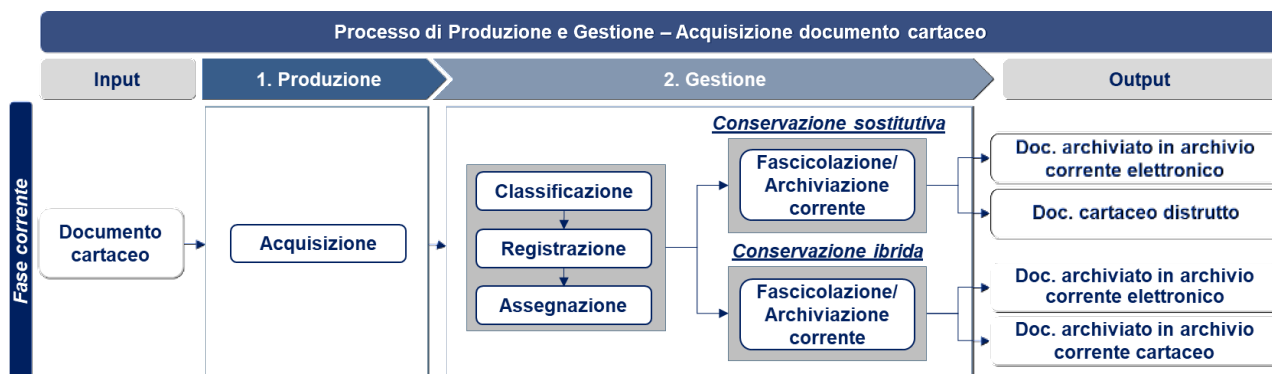 Processo di Produzione e Gestione – Acquisizione documento cartaceo
Input
1. Produzione
2. Gestione
Output
Fase corrente
Documento
cartaceo
Acquisizione
Classificazione
Registrazione
Assegnazione
Conservazione sostitutiva
Fascicolazione/
Archiviazione
corrente
Conservazione ibrida
Fascicolazione/
Archiviazione
corrente
Doc. archiviato in archivio
corrente elettronico
Doc. cartaceo distrutto
Doc. archiviato in archivio
corrente elettronico
Doc. archiviato in archivio
corrente cartaceo